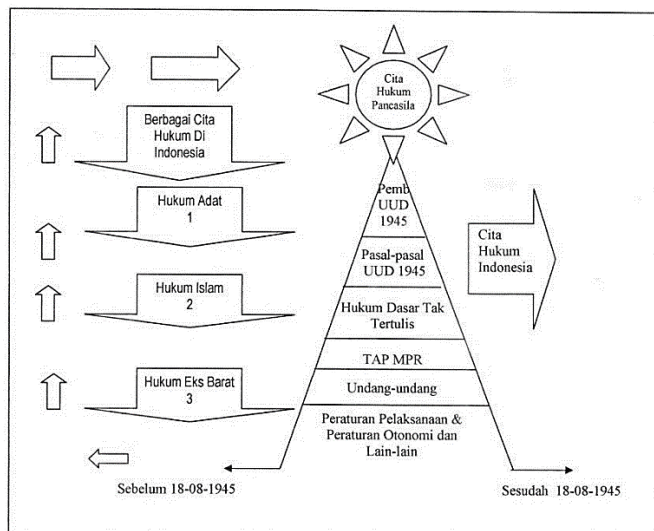 Berbagai Cita
Hukum Di
Indonesia
Hukum Adat
1
Hukum Islam
2
Hukum Eks Barat
3
Sebelum 18-08-1945
Cita
Hukum
Pancasila
Pemb
UUD
1945
Pasal-pasal
UUD 1945
Hukum Dasar Tak
Tertulis
TAP MPR
Undang-undang
Peraturan Pelaksanaan &
Peraturan Otonomi dan
Lain-lain
Cita
Hukum
Indonesia
Sesudah 18-08-1945